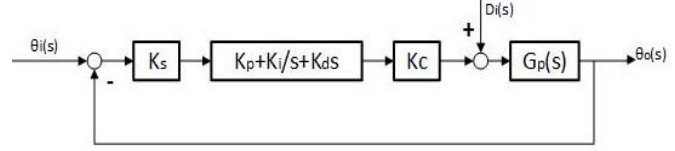 Di(s)
+
θi(s)
Ks
Kp+Ki/s+Kds
Kc
Gp(s)
θo(s)
-